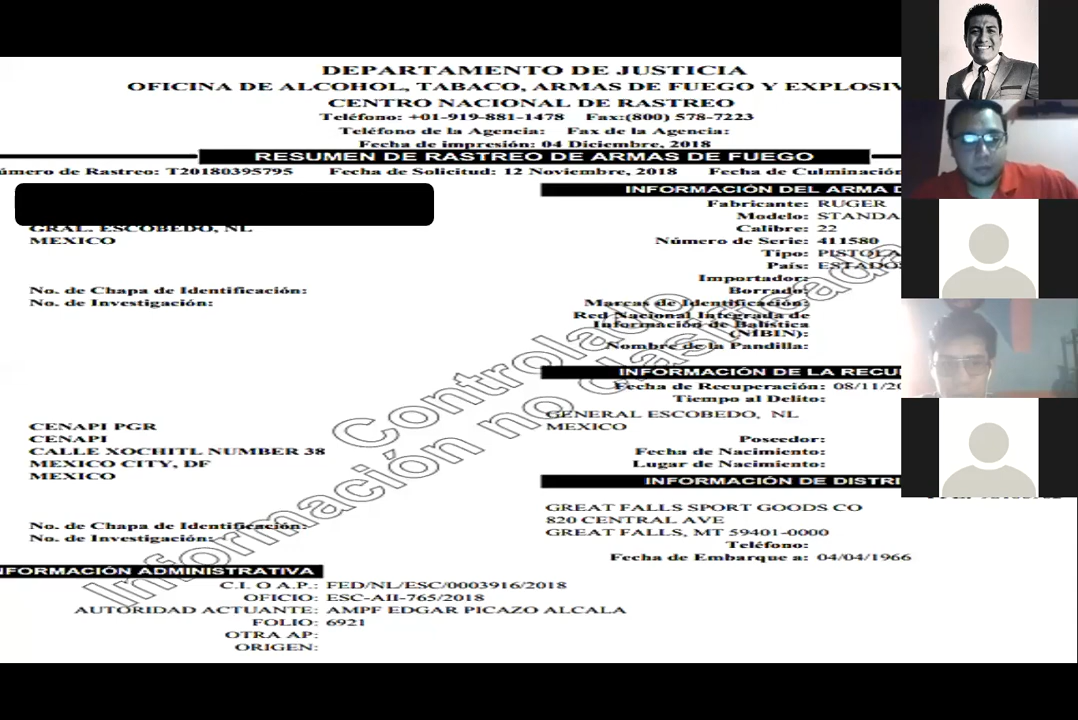 DEPARTAMENTO DE JUSTICIA
OFICINA DE ALCOHOL, TABACO, ARMAS DE FUEGO Y EXPLOSIV
CENTRO NACIONAL DE RASTREO
Teléfono: +01-919-881-1478 Fax:(800) 578-7223
Teléfono de la Agencia: Fax de la Agencia:
Fecha de impresión: 04 Diciembre, 2018
RESUMEN DE RASTREO DE ARMAS DE FUEGO
úmero de Rastreo: T20180395795 Fecha de Solicitud: 12 Noviembre, 2018 Fecha de Culminación
GRAL. ESCOBEDO, NL
MEXICO
No. de Chapa de Identificación:
No. de Investigación:
CENAPI PGR
CENAPI
CALLE XOCHITL NUMBER 38
MEXICO CITY, DF
MEXICO
No. de Chapa de Identificación:
No. de Investigación:
INFORMACIÓN DEL ARMA D
Fabricante: RUGER
Modelo: STANDA
Calibre: 22
Número de Serie: 411580
Tipo: PISTOLA
País: ESTADOS
Importador:
Borrado:
Marcas de Identificación:
Red Nacional Integrada de
Información de Balística
(NIBIN):
Nombre de la Pandilla:
INFORMACIÓN DE LA RECU
Fecha de Recuperación: 08/11/20
Tiempo al Delito:
GENERAL ESCOBEDO, NL
MEXICO
Poseedor:
Fecha de Nacimiento:
Lugar de Nacimiento:
INFORMACIÓN DE DISTRI
GREAT FALLS SPORT GOODS CO
820 CENTRAL AVE
GREAT FALLS, MT 59401-0000
Teléfono:
Fecha de Embarque a: 04/04/1966
NFORMACIÓN ADMINISTRATIVA
C.I. O A.P.: FED/NL/ESC/0003916/2018
OFICIO: ESC-AII-765/2018
AUTORIDAD ACTUANTE: AMPF EDGAR PICAZO ALCALA
FOLIO: 6921
OTRA AP:
ORIGEN:
Controlado
Información no clasificada